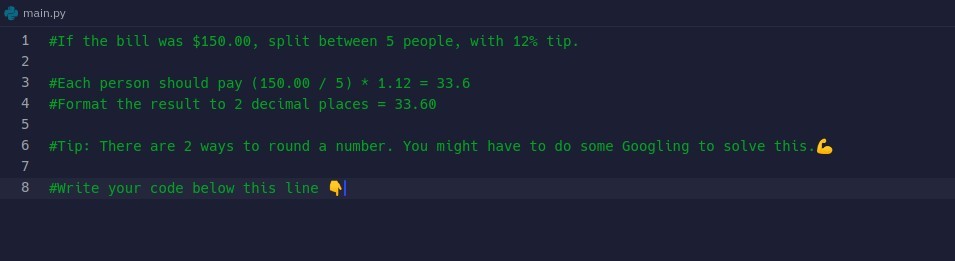 main.py
1 #If the bill was $150.00, split between 5 people, with 12% tip.
2
3 #Each person should pay (150.00 / 5) * 1.12 = 33.6
4 #Format the result to 2 decimal places = 33.60
5
6 #Tip: There are 2 ways to round a number. You might have to do some Googling to solve this.💪
7
8 #Write your code below this line 👇